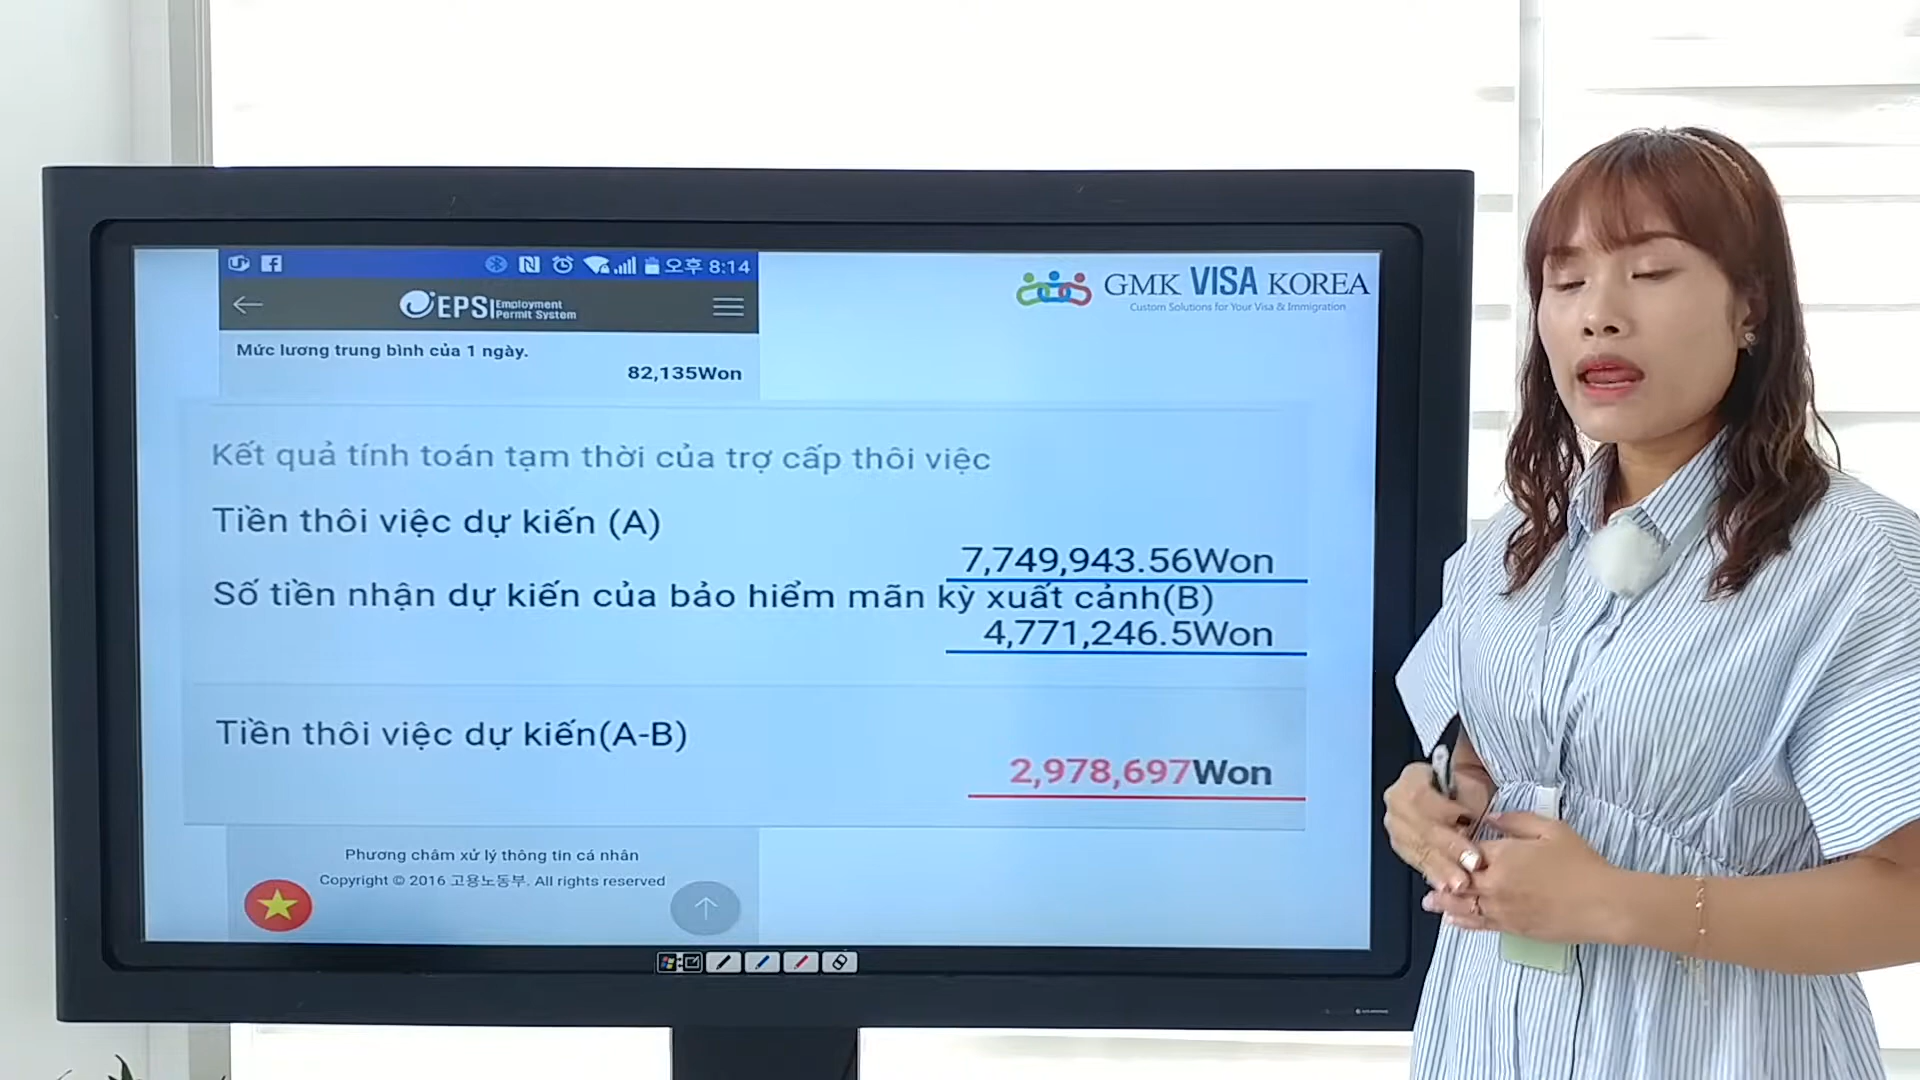 오후 8:14
EPS Employment
Permit System
GMK VISA KOREA
Custom Solutions for Your Visa & Immigration
Mức lương trung bình của 1 ngày.
82,135Won
Kết quả tính toán tạm thời của trợ cấp thôi việc
Tiền thôi việc dự kiến (A)
7,749,943.56Won
Số tiền nhận dự kiến của bảo hiểm mãn kỳ xuất cảnh(B)
4,771,246.5Won
Tiền thôi việc dự kiến(A-B)
2,978,697Won
Phương châm xử lý thông tin cá nhân
Copyright © 2016 고용노동부. All rights reserved